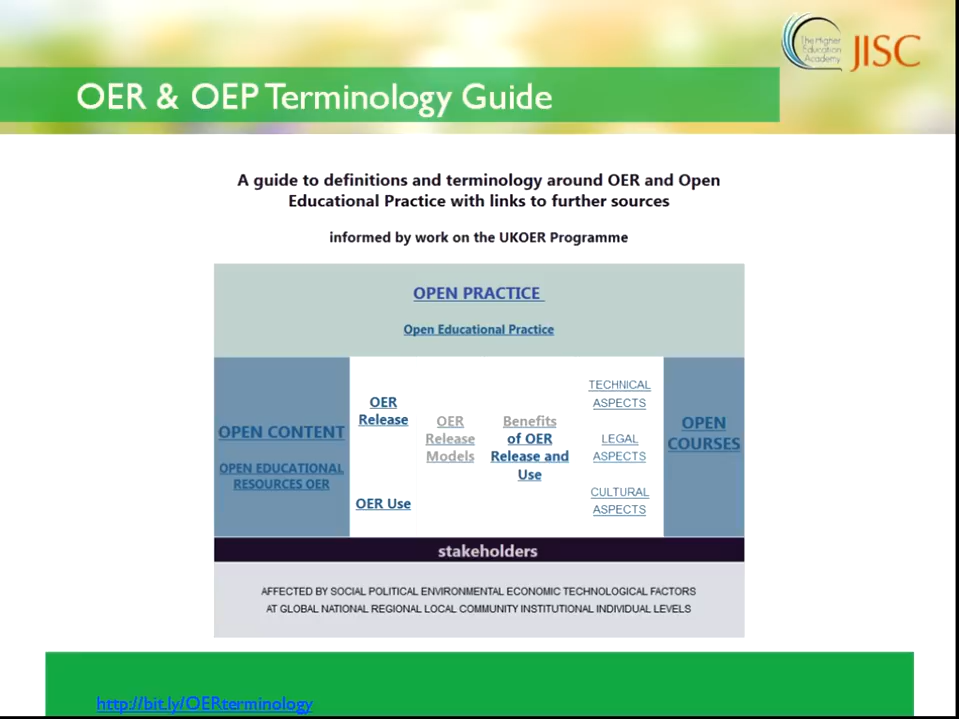 The Higher
Education
Academy
JISC
OER & OEP Terminology Guide
A guide to definitions and terminology around OER and Open
Educational Practice with links to further sources
informed by work on the UKOER Programme
OPEN PRACTICE
Open Educational Practice
OPEN CONTENT
OPEN EDUCATIONAL
RESOURCES OER
OER
Release
OER Use
OER
Release
Models
Benefits
of OER
Release and
Use
TECHNICAL
ASPECTS
LEGAL
ASPECTS
CULTURAL
ASPECTS
OPEN
COURSES
stakeholders
AFFECTED BY SOCIAL POLITICAL ENVIRONMENTAL ECONOMIC TECHNOLOGICAL FACTORS
AT GLOBAL NATIONAL REGIONAL LOCAL COMMUNITY INSTITUTIONAL INDIVIDUAL LEVELS
http://bit.ly/OERterminology